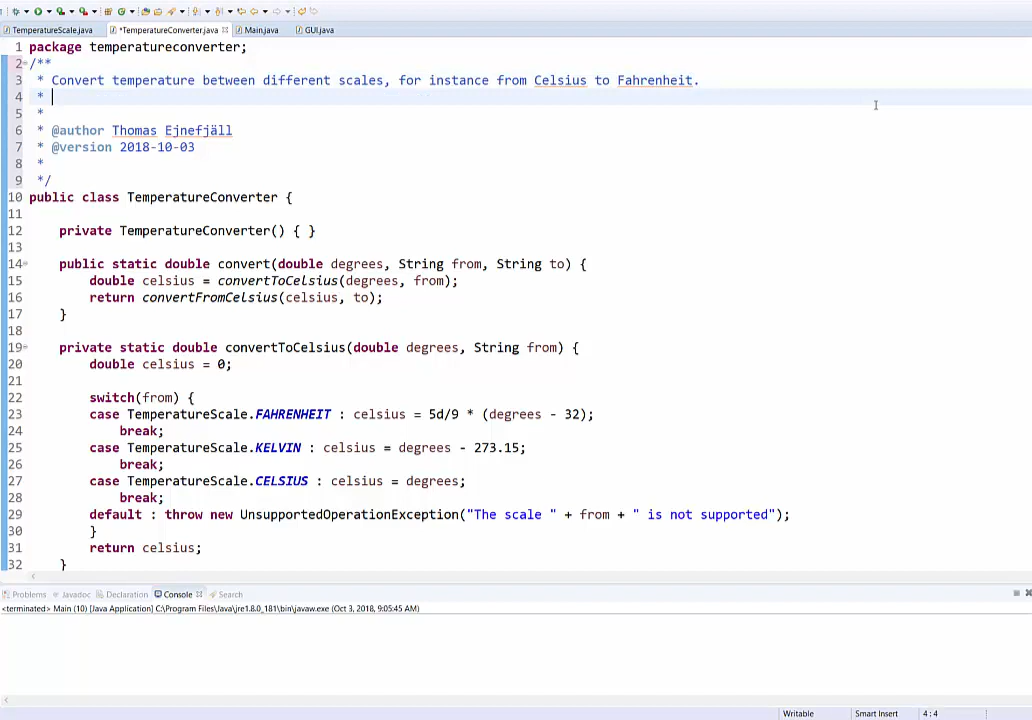 TemperatureScale.java *TemperatureConverter.java Main.java GUI.java
1 package temperatureconverter;
2 /**
3 * Convert temperature between different scales, for instance from Celsius to Fahrenheit.
4 *
5 *
6 * @author Thomas Ejnefjäll
7 * @version 2018-10-03
8 *
9 */
10 public class TemperatureConverter {
11
12 private TemperatureConverter() { }
13
14 public static double convert(double degrees, String from, String to) {
15 double celsius = convertToCelsius(degrees, from);
16 return convertFromCelsius(celsius, to);
17 }
18
19 private static double convertToCelsius(double degrees, String from) {
20 double celsius = 0;
21
22 switch(from) {
23 case TemperatureScale.FAHRENHEIT : celsius = 5d/9 * (degrees - 32);
24 break;
25 case TemperatureScale.KELVIN : celsius = degrees - 273.15;
26 break;
27 case TemperatureScale.CELSIUS : celsius = degrees;
28 break;
29 default : throw new UnsupportedOperationException("The scale " + from + " is not supported");
30 }
31 return celsius;
32 }
Problems Javadoc Declaration Console Search
<terminated> Main (10) [Java Application] C:\Program Files\Java\jre1.8.0_181\bin\javaw.exe (Oct 3, 2018, 9:05:45 AM)
Writable Smart Insert 4 : 4